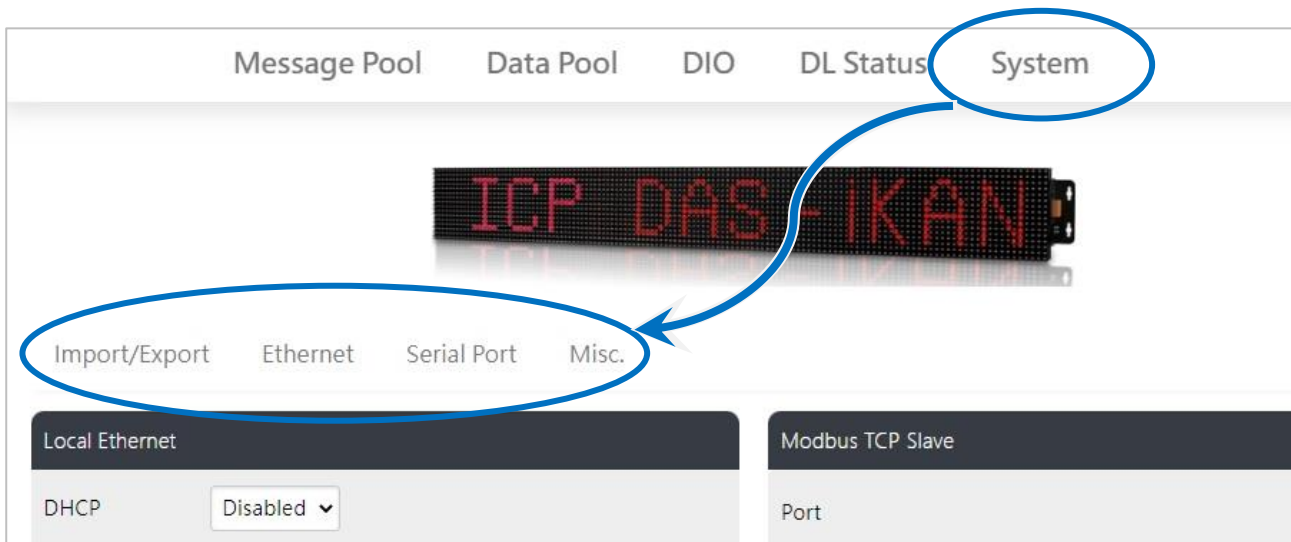 Message Pool Data Pool DIO DL Status System
ICP DAS-iKAN
Import/Export Ethernet Serial Port Misc.
Local Ethernet Modbus TCP Slave
DHCP Disabled Port